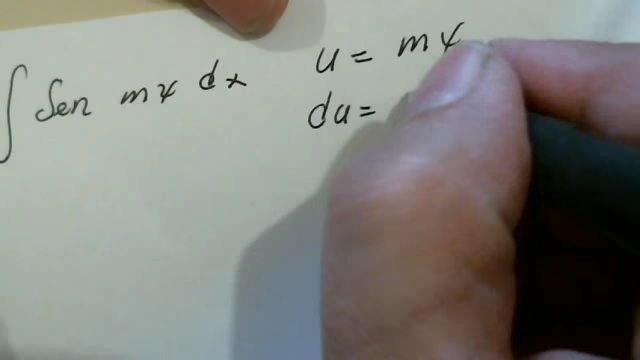 ∫ Sen mx dx
u = mx
du =